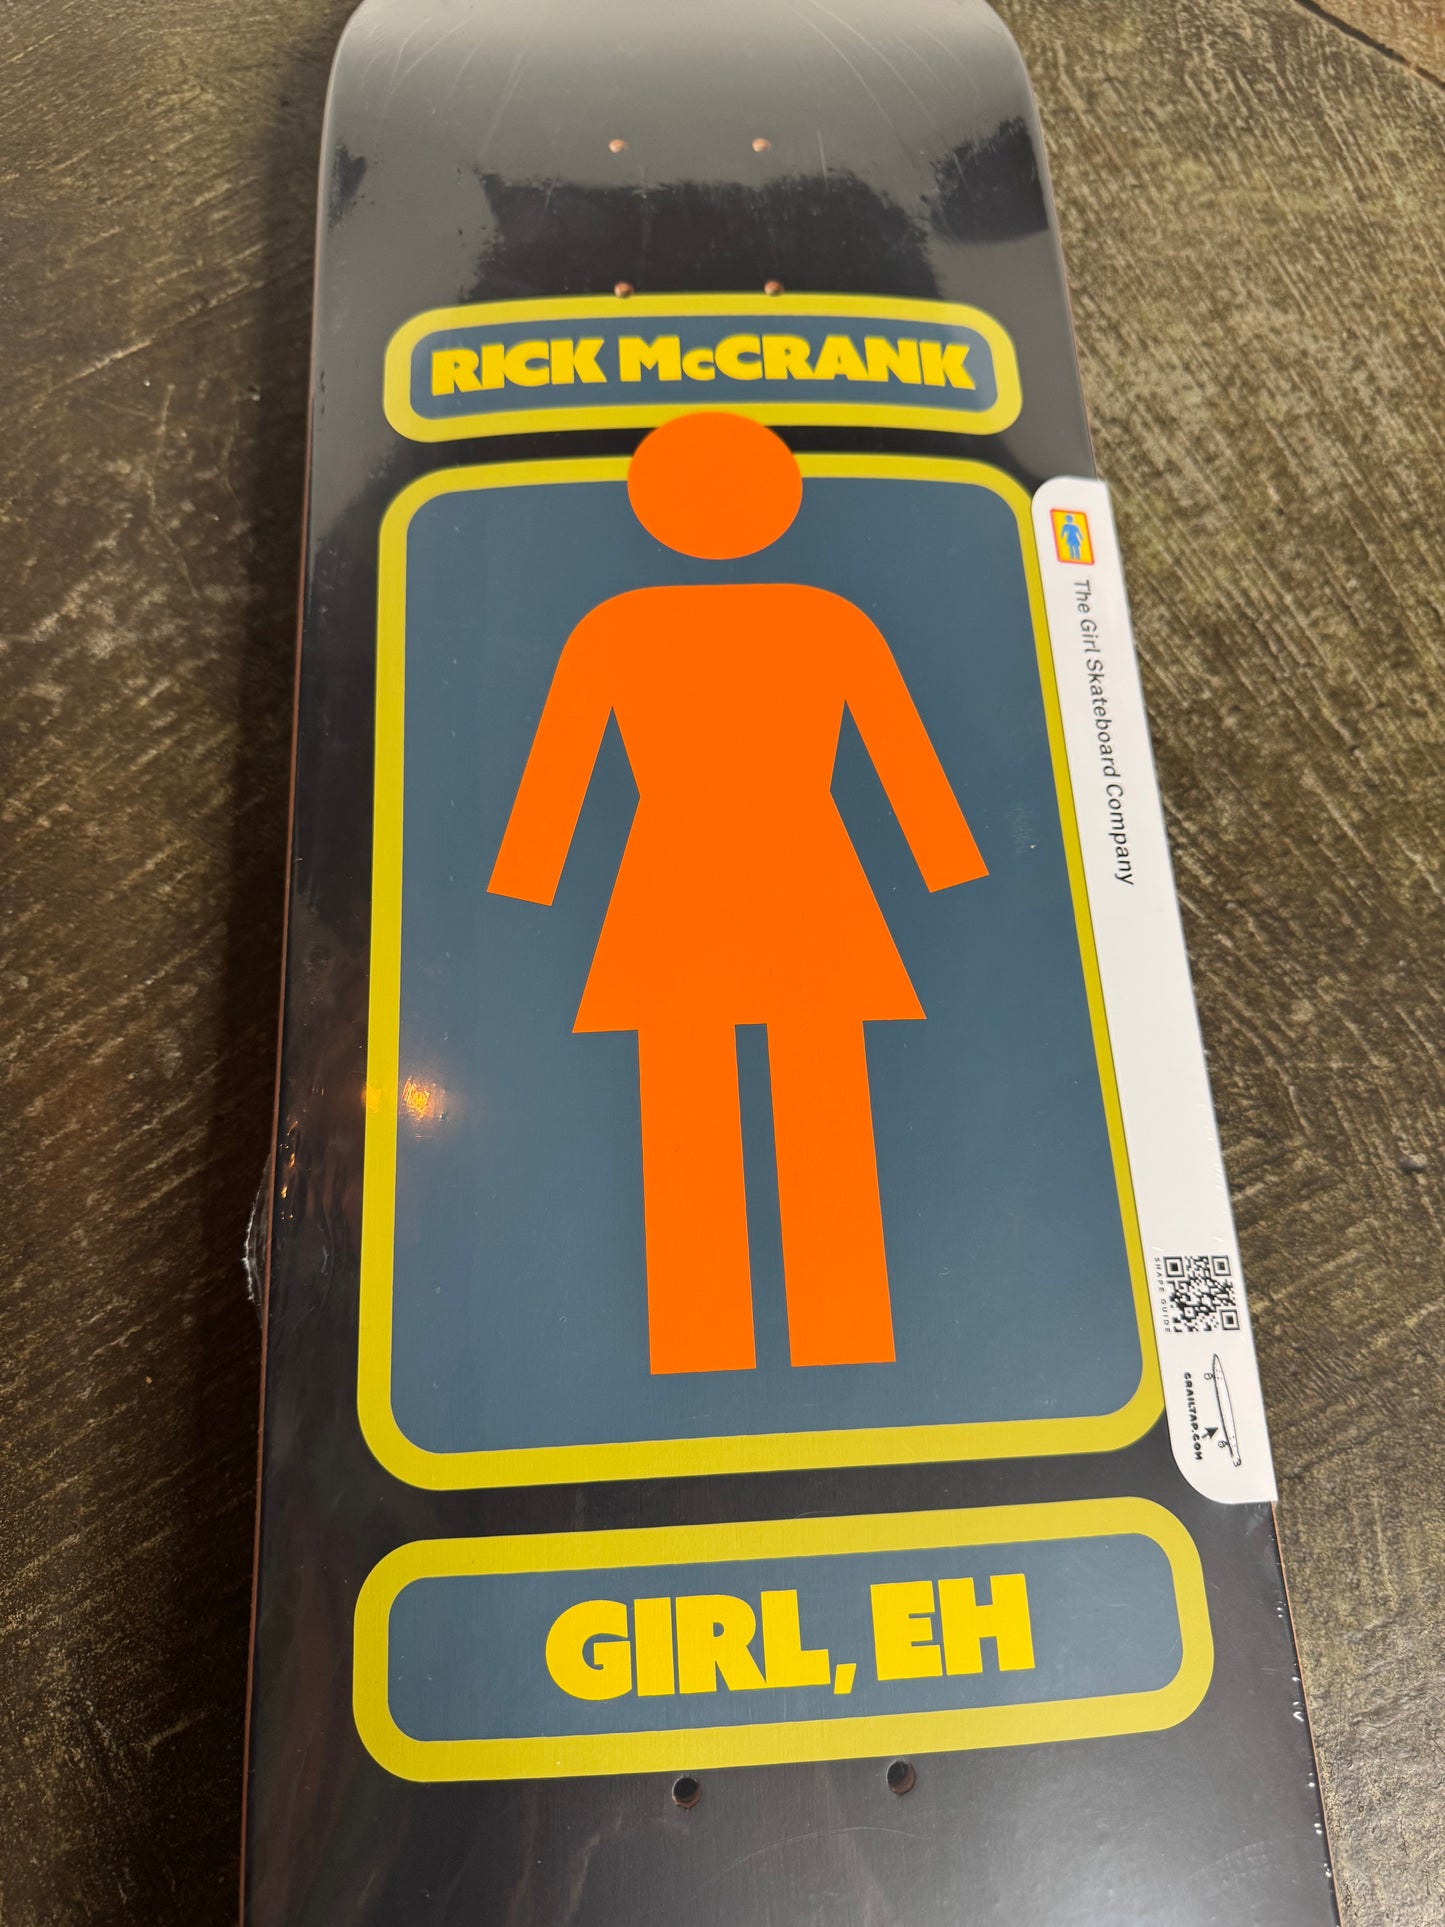 RICK McCRANK
The Girl Skateboard Company
SHAPE GUIDE
GRAILTAP.COM
GIRL, EH